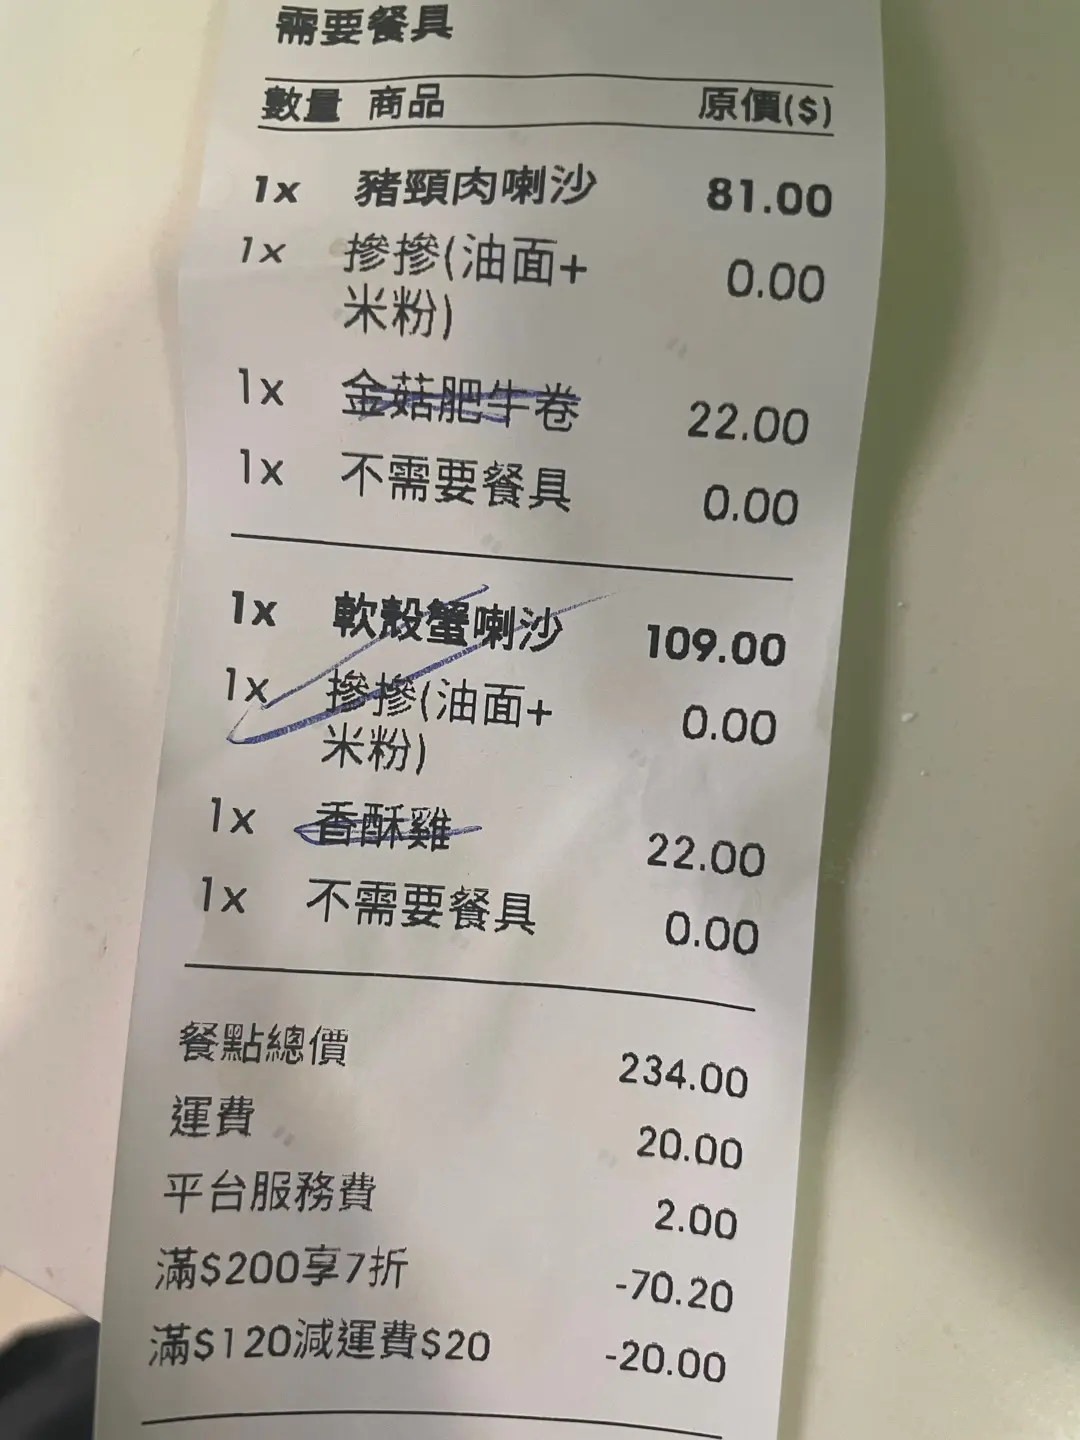 需要餐具
數量 商品 原價($)
1x 豬頸肉喇沙 81.00
1x 摻摻(油面+ 0.00
米粉)
1x 金菇肥牛卷 22.00
1x 不需要餐具 0.00
1x 軟殼蟹喇沙 109.00
1x 摻摻(油面+ 0.00
米粉)
1x 香酥雞 22.00
1x 不需要餐具 0.00
餐點總價 234.00
運費 20.00
平台服務費 2.00
滿$200享7折 -70.20
滿$120減運費$20 -20.00